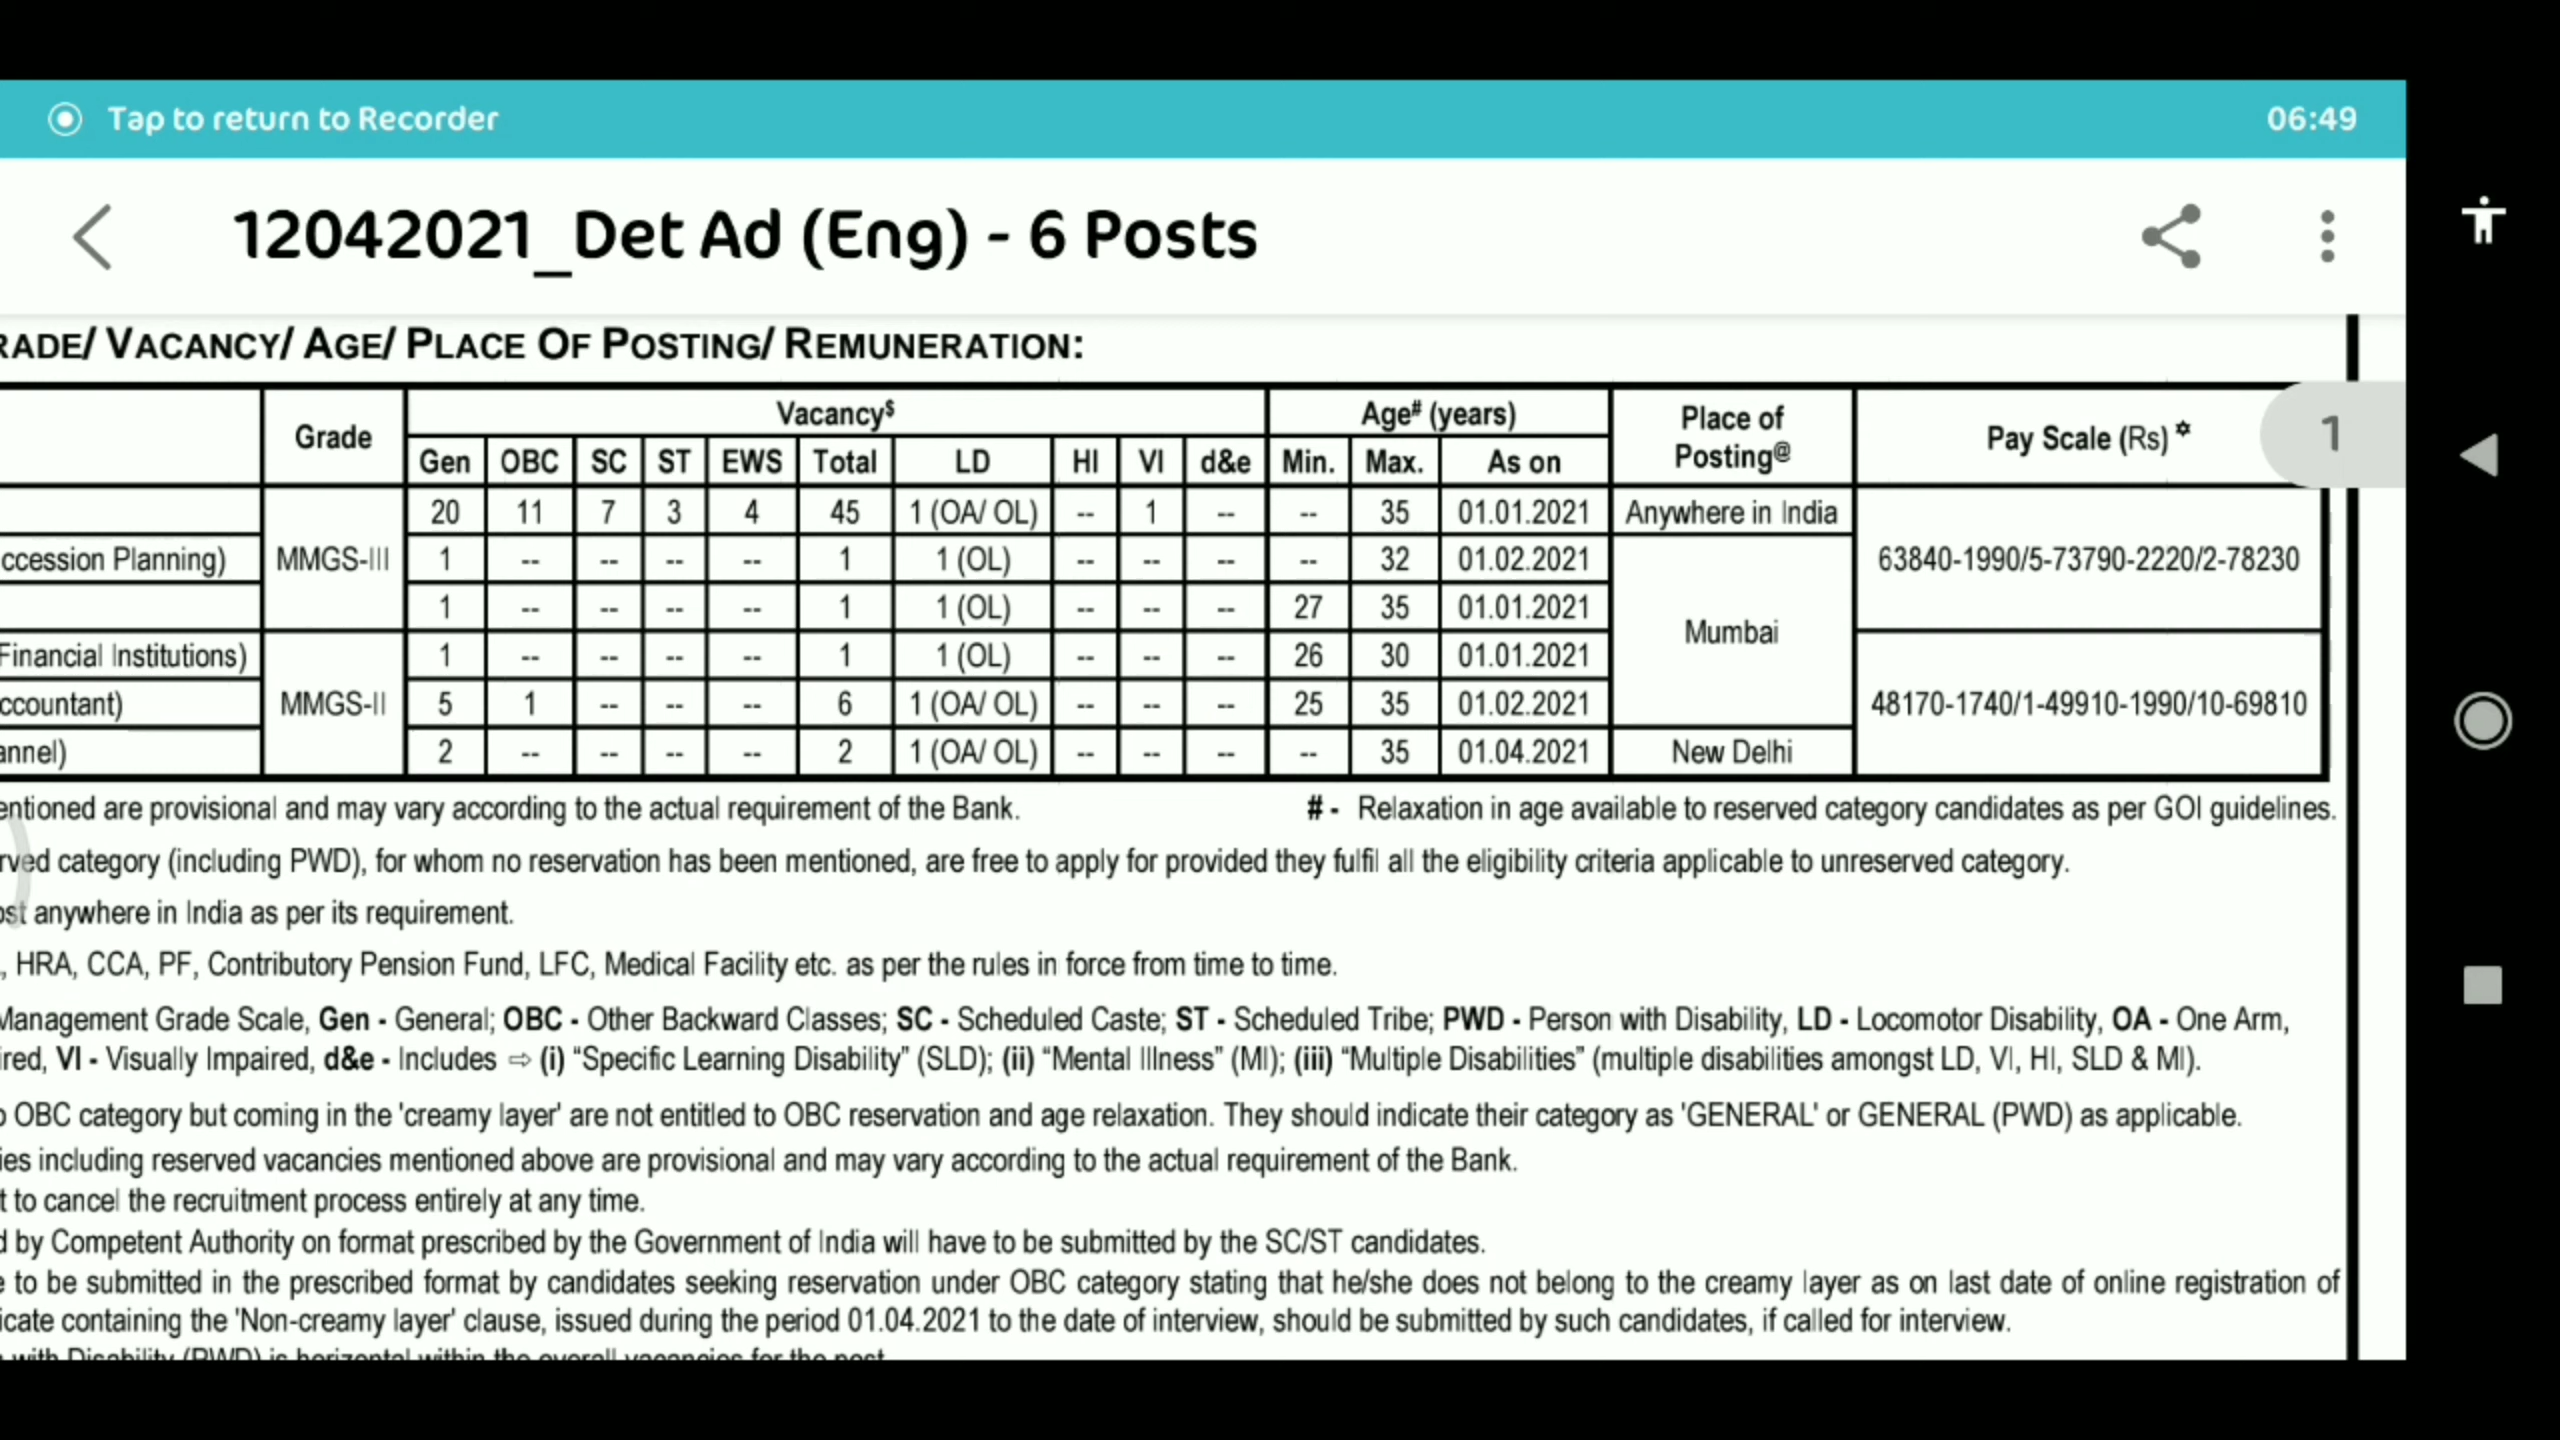 Tap to return to Recorder 06:49
12042021_Det Ad (Eng) - 6 Posts
RADE/ VACANCY/ AGE/ PLACE OF POSTING/ REMUNERATION:
Grade Vacancy$ Age# (years) Place of Posting@ Pay Scale (Rs) * 1
Gen OBC SC ST EWS Total LD HI VI d&e Min. Max. As on
20 11 7 3 4 45 1 (OA/ OL) -- 1 -- -- 35 01.01.2021 Anywhere in India
ccession Planning) MMGS-III 1 -- -- -- -- 1 1 (OL) -- -- -- -- 32 01.02.2021 63840-1990/5-73790-2220/2-78230
1 -- -- -- -- 1 1 (OL) -- -- -- 27 35 01.01.2021 Mumbai
Financial Institutions) 1 -- -- -- -- 1 1 (OL) -- -- -- 26 30 01.01.2021
ccountant) MMGS-II 5 1 -- -- -- 6 1 (OA/ OL) -- -- -- 25 35 01.02.2021 48170-1740/1-49910-1990/10-69810
annel) 2 -- -- -- -- 2 1 (OA/ OL) -- -- -- -- 35 01.04.2021 New Delhi
entioned are provisional and may vary according to the actual requirement of the Bank. # - Relaxation in age available to reserved category candidates as per GOI guidelines.
rved category (including PWD), for whom no reservation has been mentioned, are free to apply for provided they fulfil all the eligibility criteria applicable to unreserved category.
ost anywhere in India as per its requirement.
, HRA, CCA, PF, Contributory Pension Fund, LFC, Medical Facility etc. as per the rules in force from time to time.
Management Grade Scale, Gen - General; OBC - Other Backward Classes; SC - Scheduled Caste; ST - Scheduled Tribe; PWD - Person with Disability, LD - Locomotor Disability, OA - One Arm,
ired, VI - Visually Impaired, d&e - Includes ⇨ (i) “Specific Learning Disability” (SLD); (ii) “Mental Illness” (MI); (iii) “Multiple Disabilities” (multiple disabilities amongst LD, VI, HI, SLD & MI).
o OBC category but coming in the 'creamy layer' are not entitled to OBC reservation and age relaxation. They should indicate their category as 'GENERAL' or GENERAL (PWD) as applicable.
ies including reserved vacancies mentioned above are provisional and may vary according to the actual requirement of the Bank.
t to cancel the recruitment process entirely at any time.
d by Competent Authority on format prescribed by the Government of India will have to be submitted by the SC/ST candidates.
e to be submitted in the prescribed format by candidates seeking reservation under OBC category stating that he/she does not belong to the creamy layer as on last date of online registration of
icate containing the 'Non-creamy layer' clause, issued during the period 01.04.2021 to the date of interview, should be submitted by such candidates, if called for interview.
with Disability (PWD) is horizontal within the overall vacancies for the post